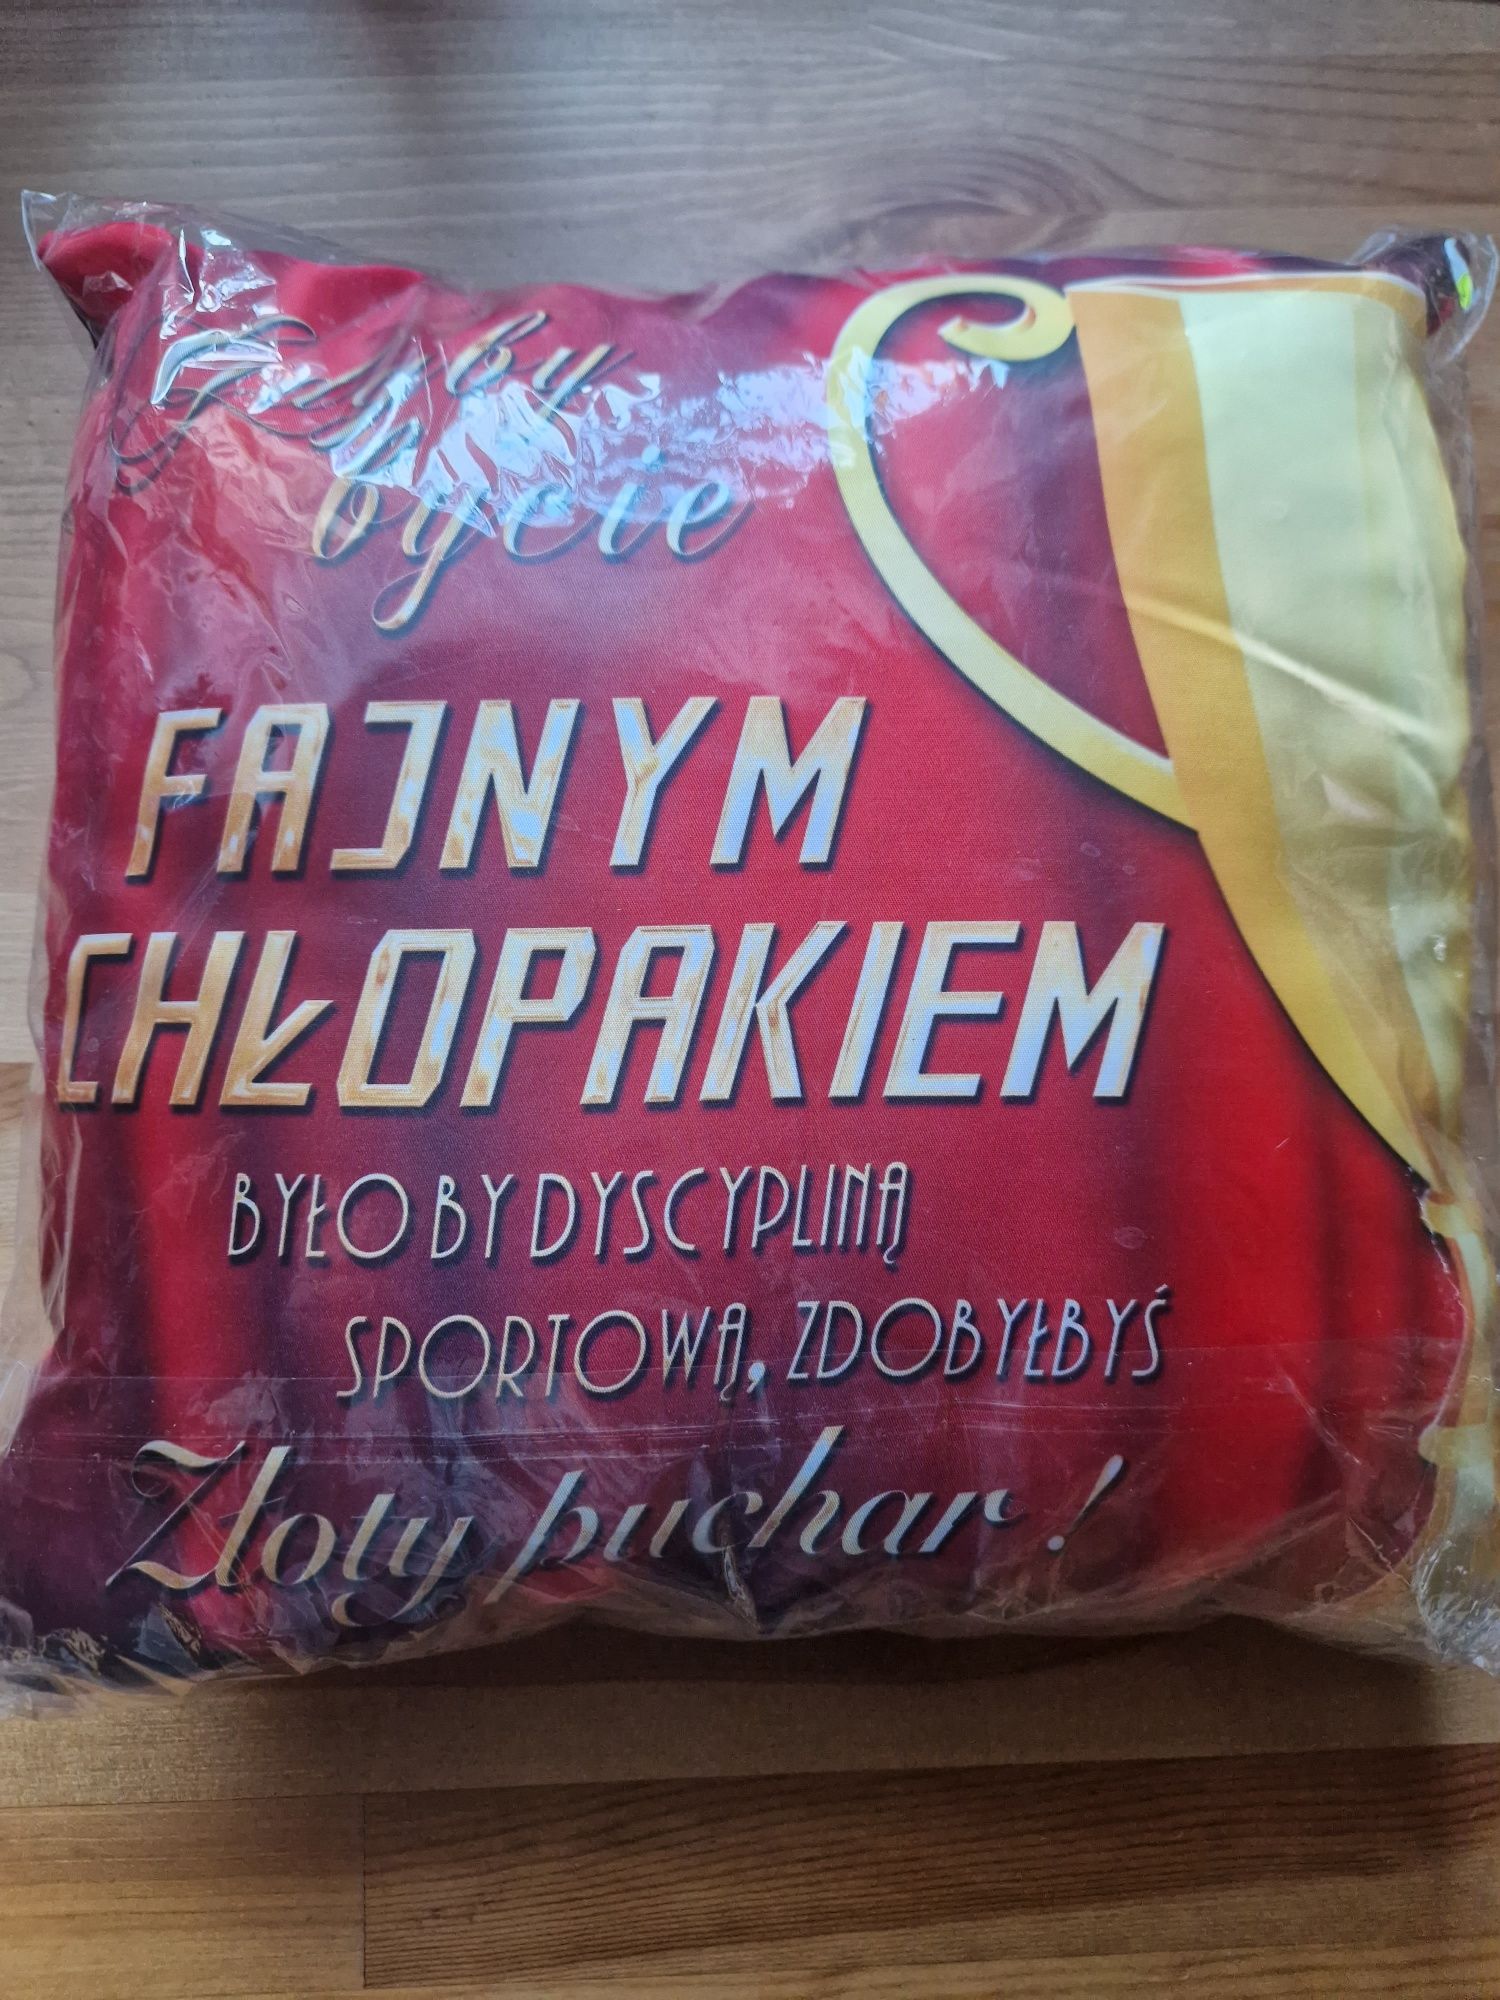 Gdyby
bycie
FAJNYM
CHŁOPAKIEM
BYŁO BY DYSCYPLINĄ
SPORTOWĄ, ZDOBYŁBYŚ
Złoty puchar !